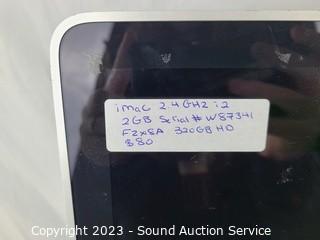 iMac 2.4GHz i2
2GB Serial# W87341
F2x8A 320GB HD
$80
Copyright © 2023 - Sound Auction Service